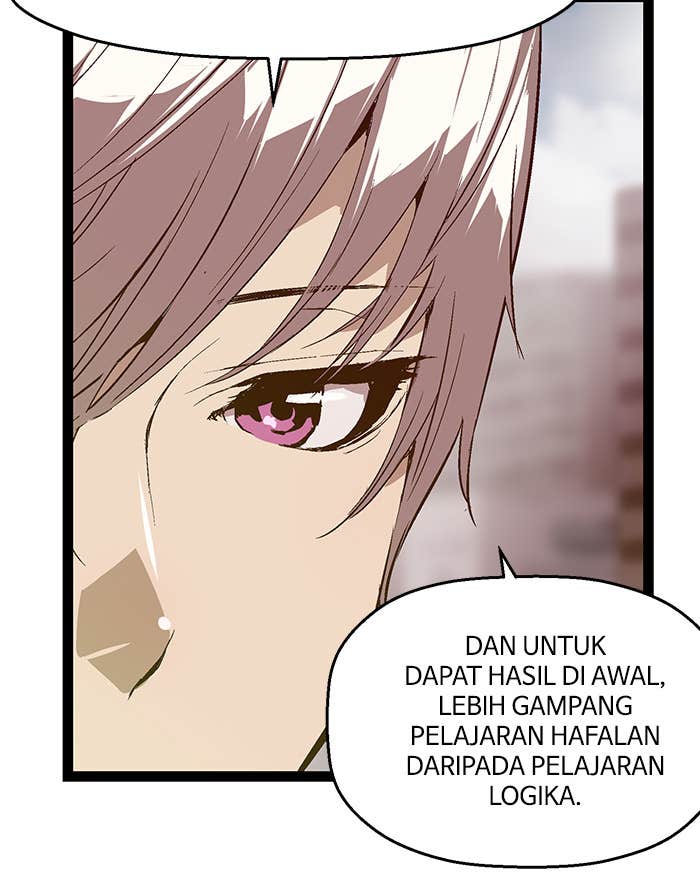 DAN UNTUK
DAPAT HASIL DI AWAL,
LEBIH GAMPANG
PELAJARAN HAFALAN
DARIPADA PELAJARAN
LOGIKA.